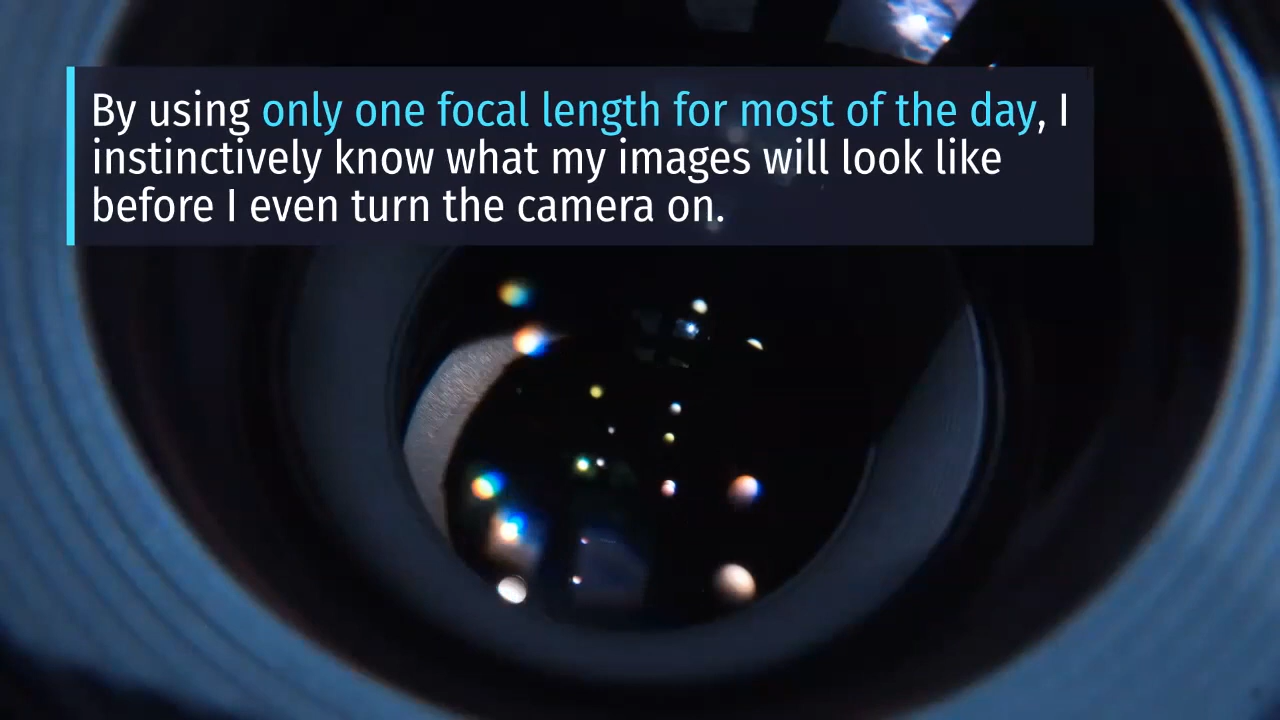 By using only one focal length for most of the day, I
instinctively know what my images will look like
before I even turn the camera on.